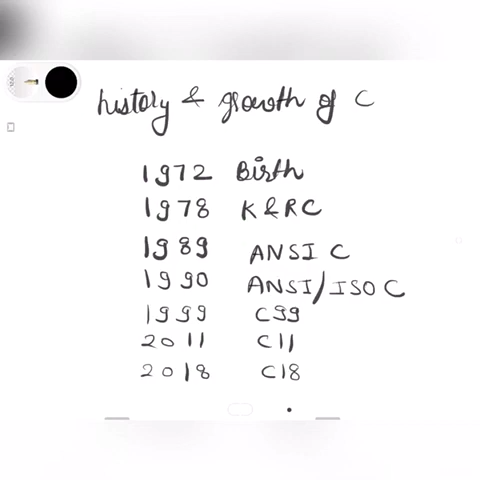 history & growth of C
1972 Birth
1978 K&RC
1989 ANSI C
1990 ANSI/ISO C
1999 C99
2011 C11
2018 C18